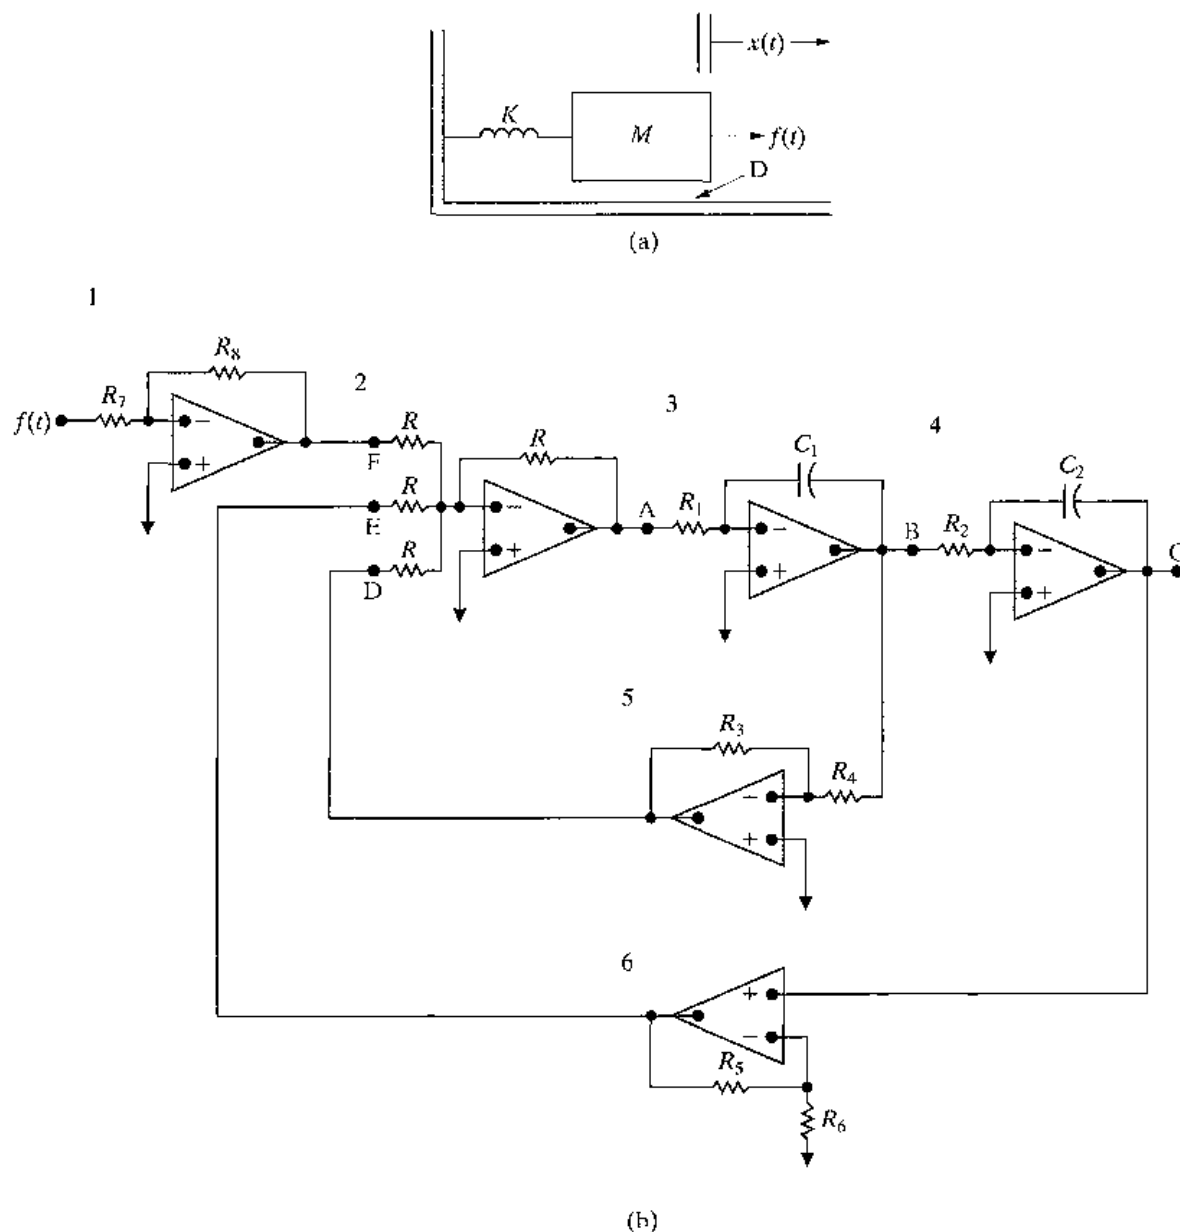 x(t)
K
M
f(t)
D
(a)
1
R8
2
R7
3
f(t)
−
R
R
4
F
+
C1
R
−
A
R1
C2
E
R
+
−
B
R2
D
−
C
+
+
5
R3
R4
−
+
6
+
−
R5
R6
(b)